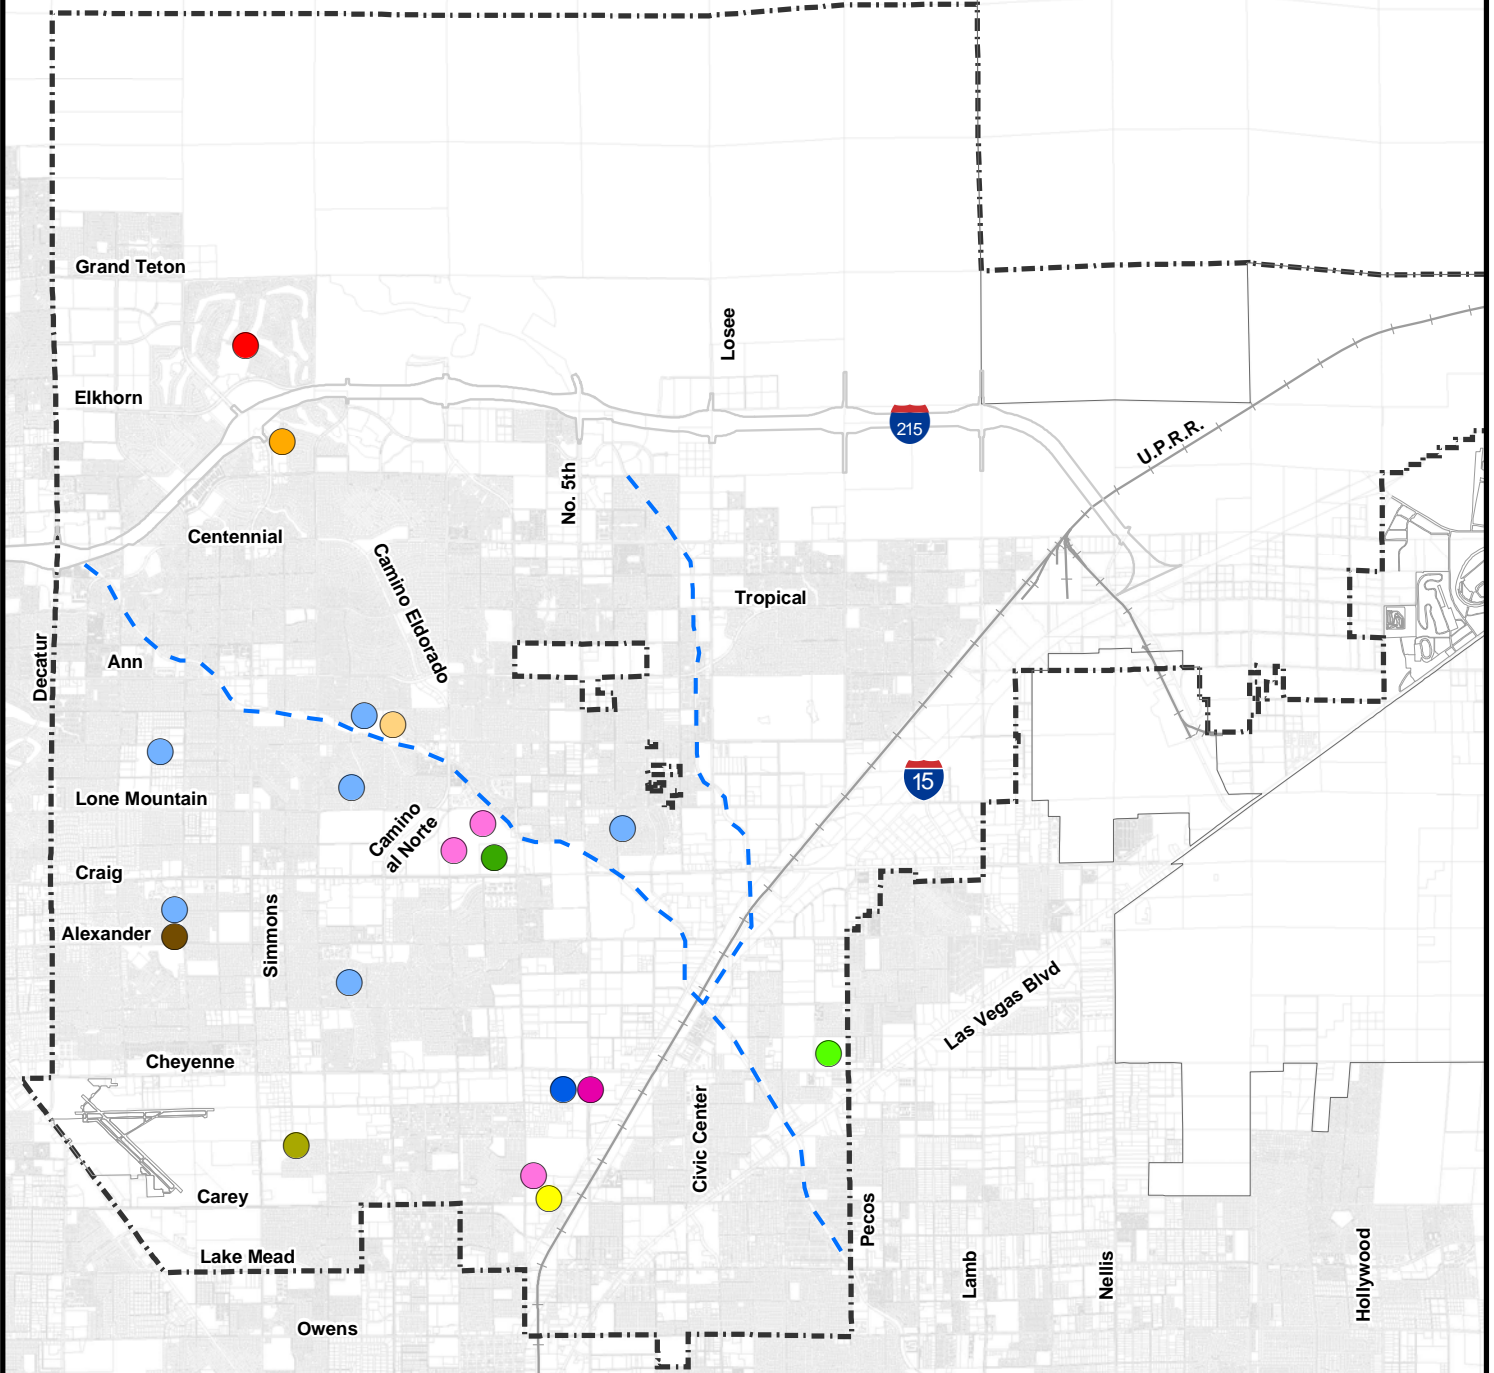 Grand Teton
Losee
Elkhorn
215
U.P.R.R.
No. 5th
Centennial
Camino Eldorado
Tropical
Decatur
Ann
15
Lone Mountain
Camino
al Norte
Craig
Simmons
Alexander
Las Vegas Blvd
Cheyenne
Civic Center
Carey
Pecos
Lake Mead
Lamb
Nellis
Hollywood
Owens